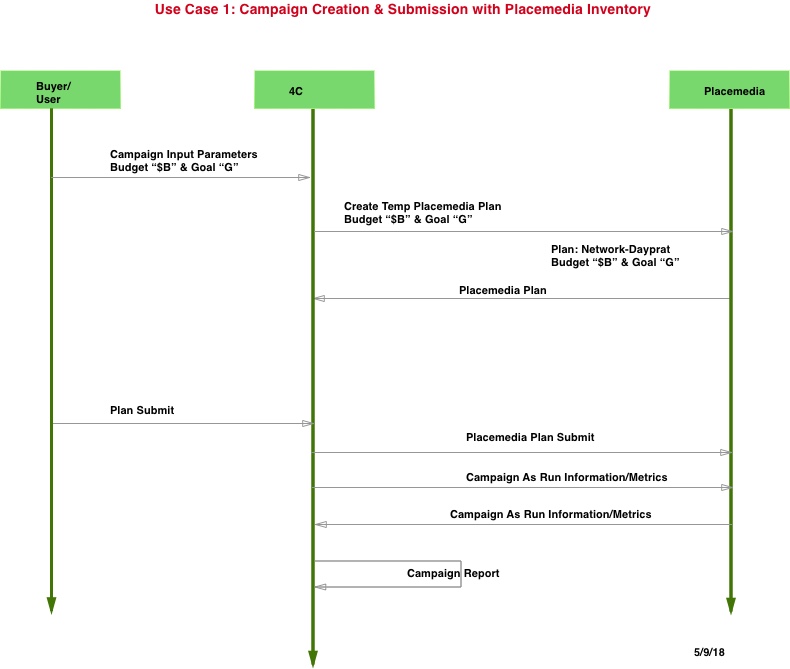 Use Case 1: Campaign Creation & Submission with Placemedia Inventory
Buyer/
User
4C
Placemedia
Campaign Input Parameters
Budget “$B” & Goal “G”
Create Temp Placemedia Plan
Budget “$B” & Goal “G”
Plan: Network-Dayprat
Budget “$B” & Goal “G”
Placemedia Plan
Plan Submit
Placemedia Plan Submit
Campaign As Run Information/Metrics
Campaign As Run Information/Metrics
Campaign Report
5/9/18